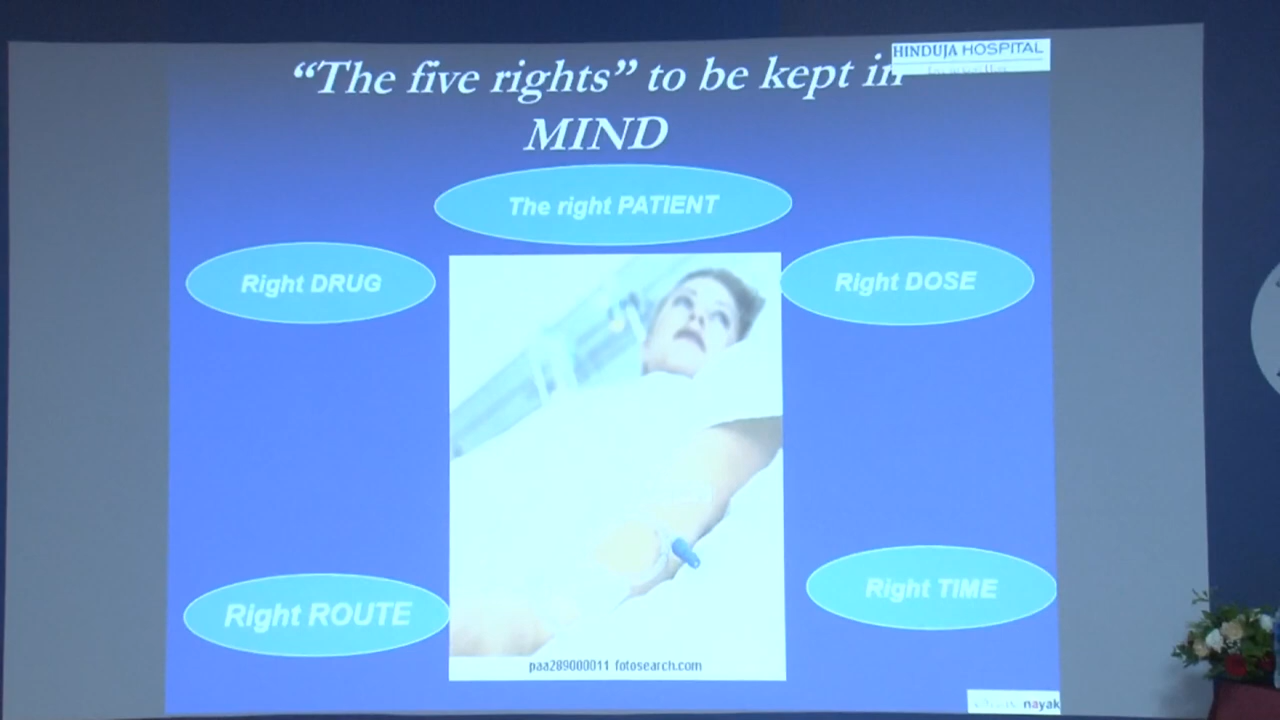 “The five rights” to be kept in
MIND
HINDUJA HOSPITAL
The right PATIENT
Right DRUG
Right DOSE
Right ROUTE
Right TIME
paa289000011 fotosearch.com
nayak